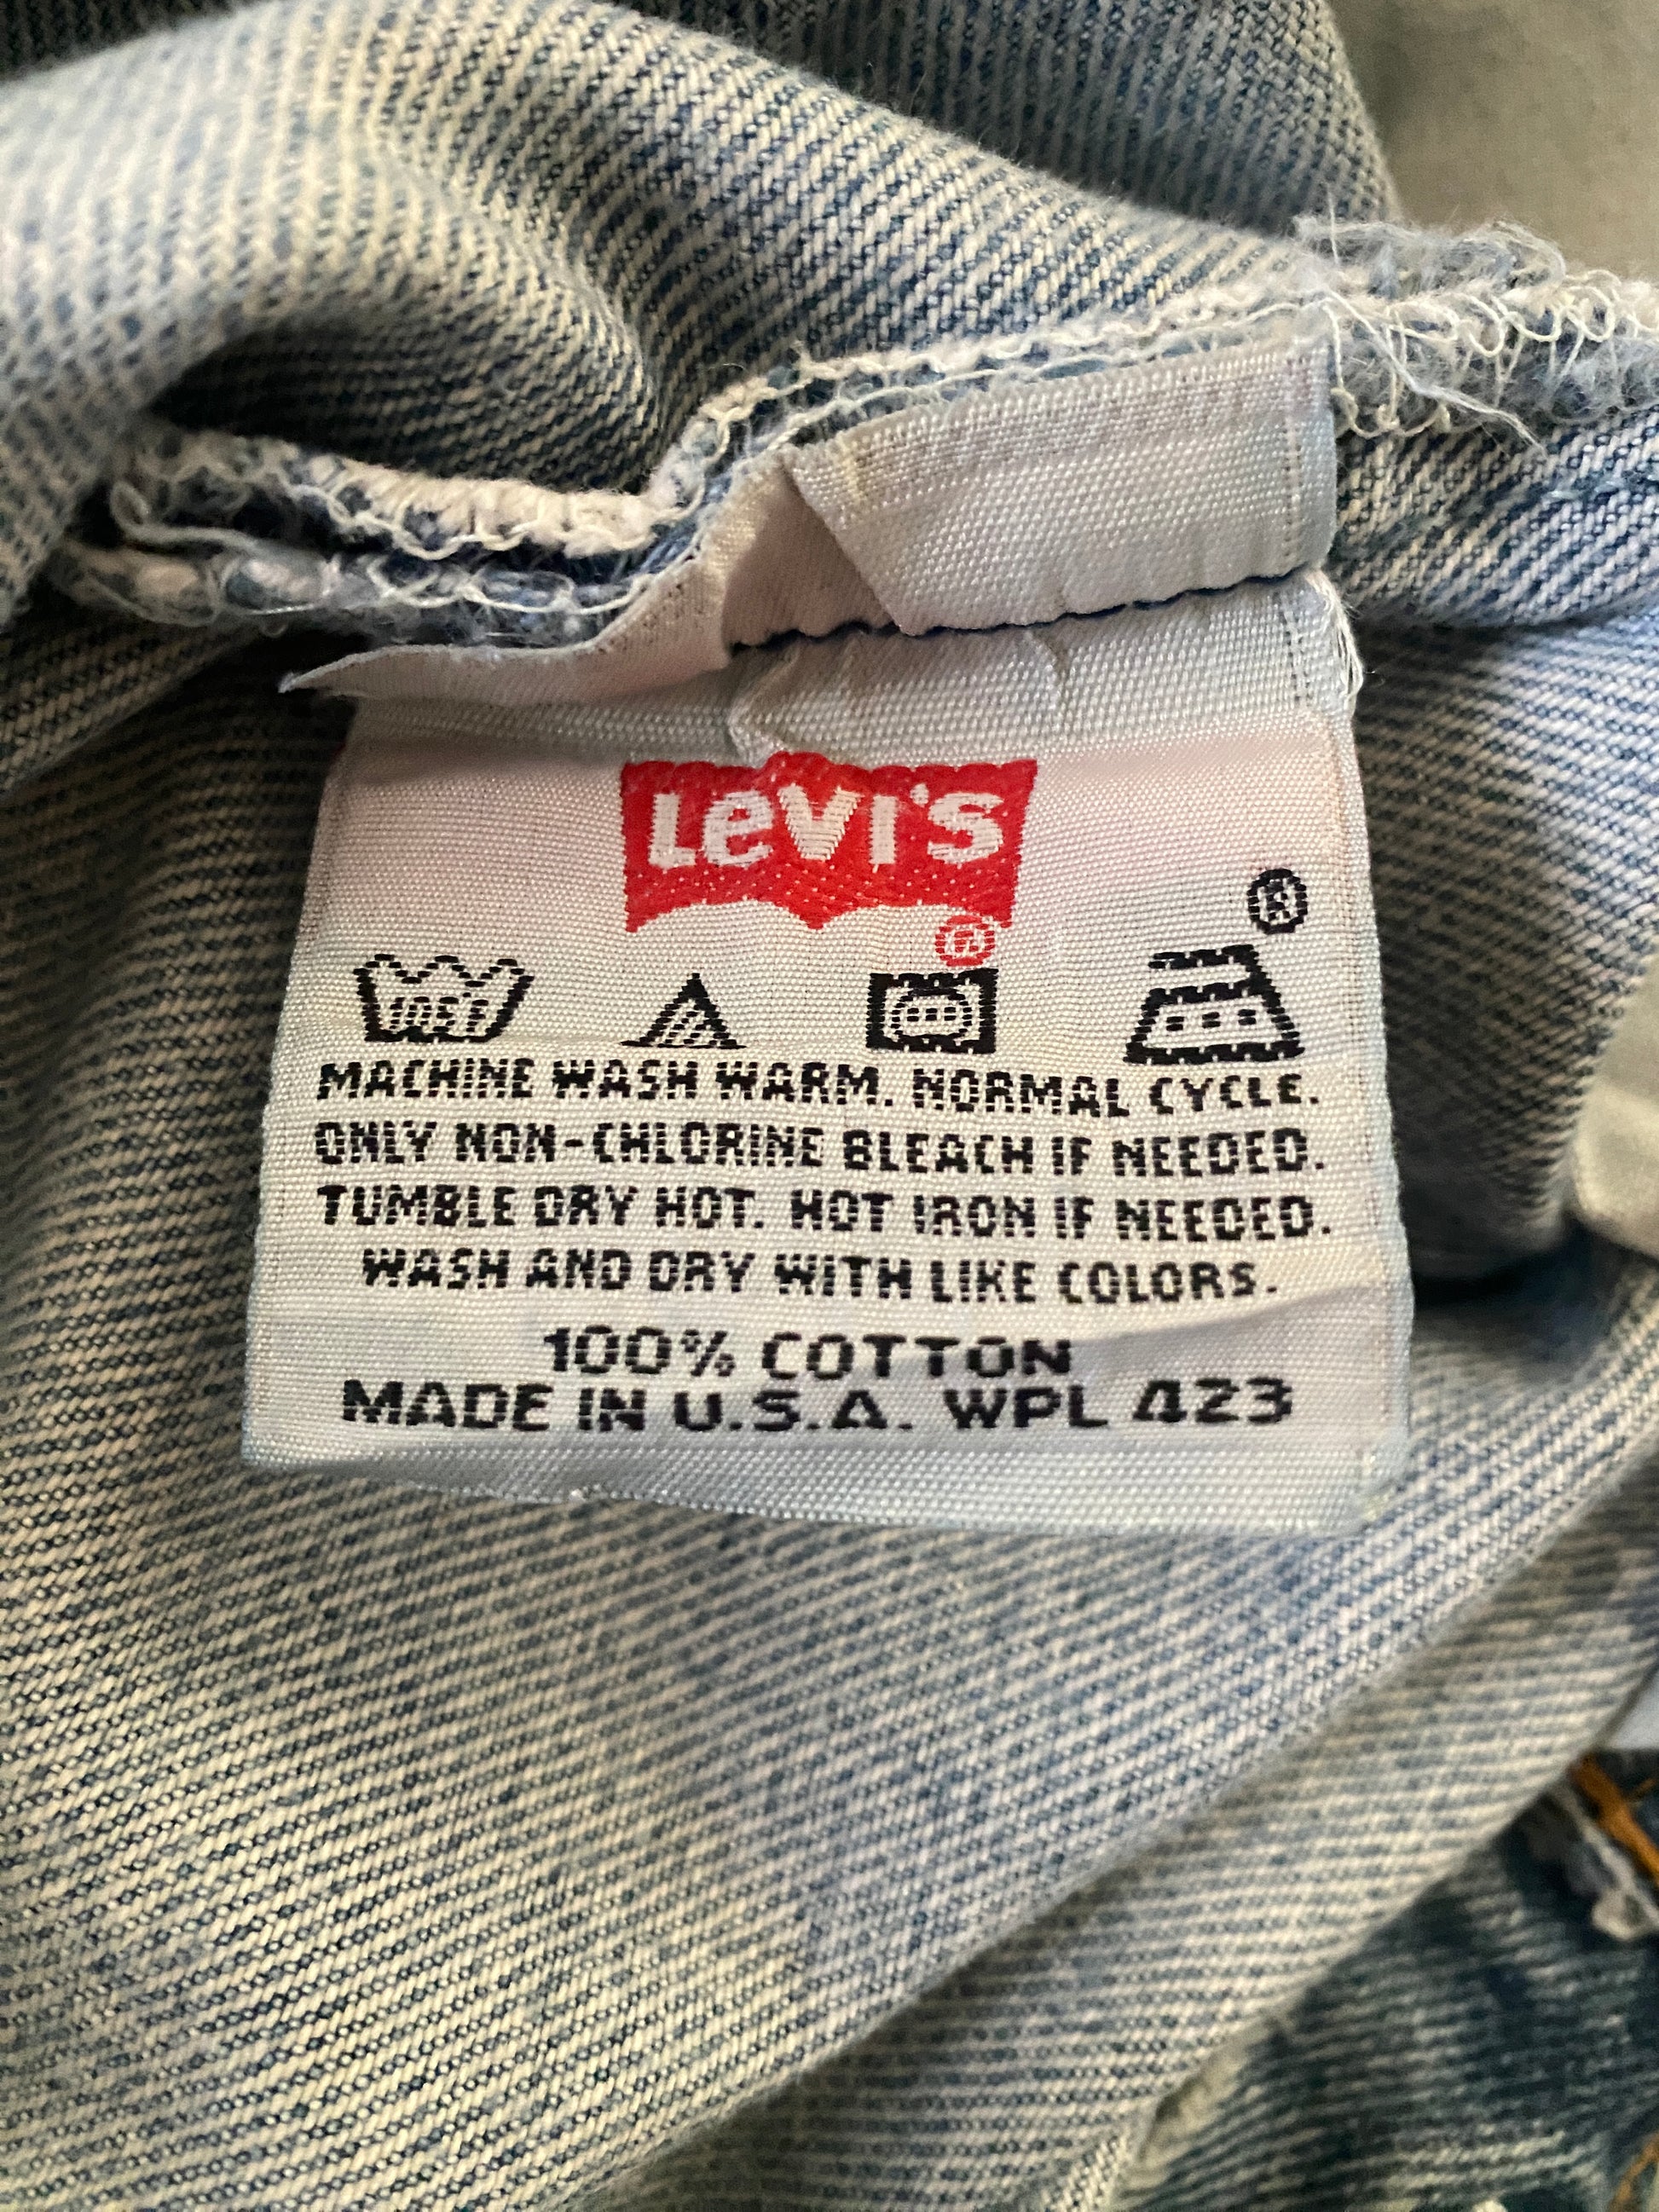 LEVI'S
®
®
105F
MACHINE WASH WARM. NORMAL CYCLE.
ONLY NON-CHLORINE BLEACH IF NEEDED.
TUMBLE DRY HOT. HOT IRON IF NEEDED.
WASH AND DRY WITH LIKE COLORS.
100% COTTON
MADE IN U.S.A. WPL 423